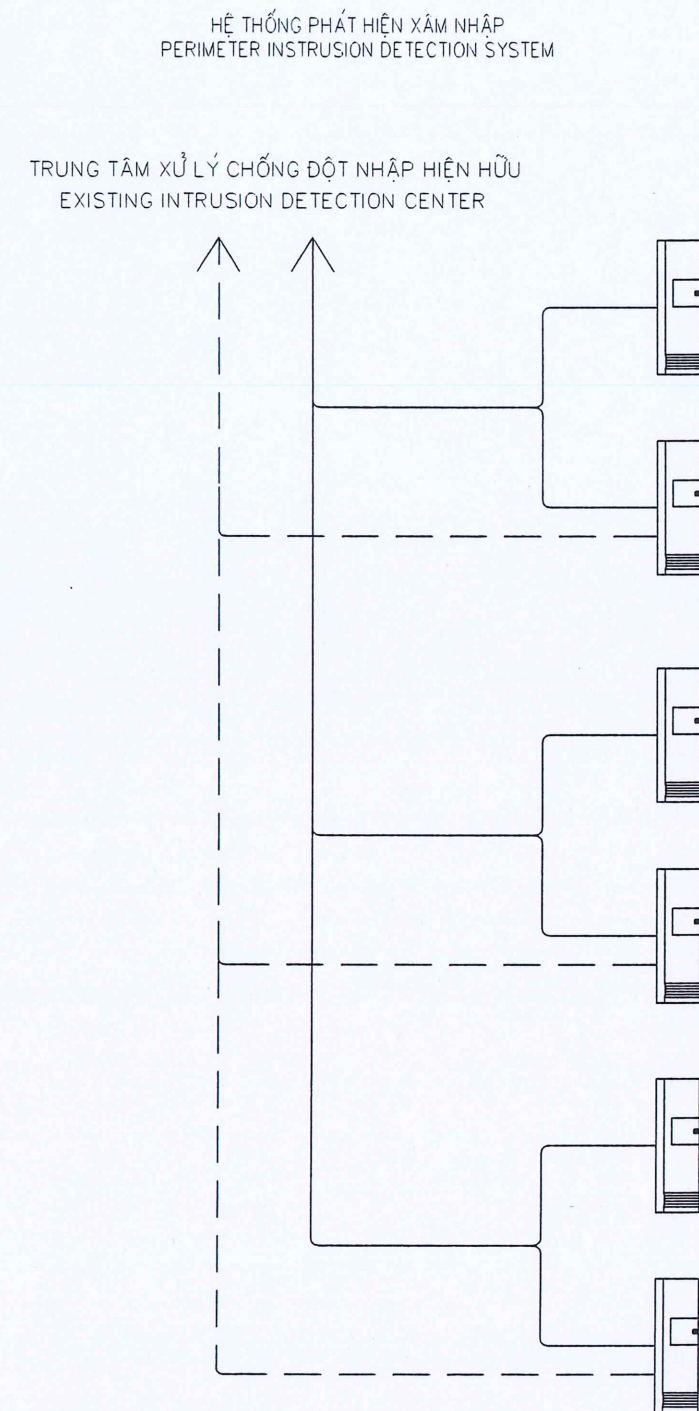 HỆ THỐNG PHÁT HIỆN XÂM NHẬP
PERIMETER INSTRUSION DETECTION SYSTEM
TRUNG TÂM XỬ LÝ CHỐNG ĐỘT NHẬP HIỆN HỮU
EXISTING INTRUSION DETECTION CENTER